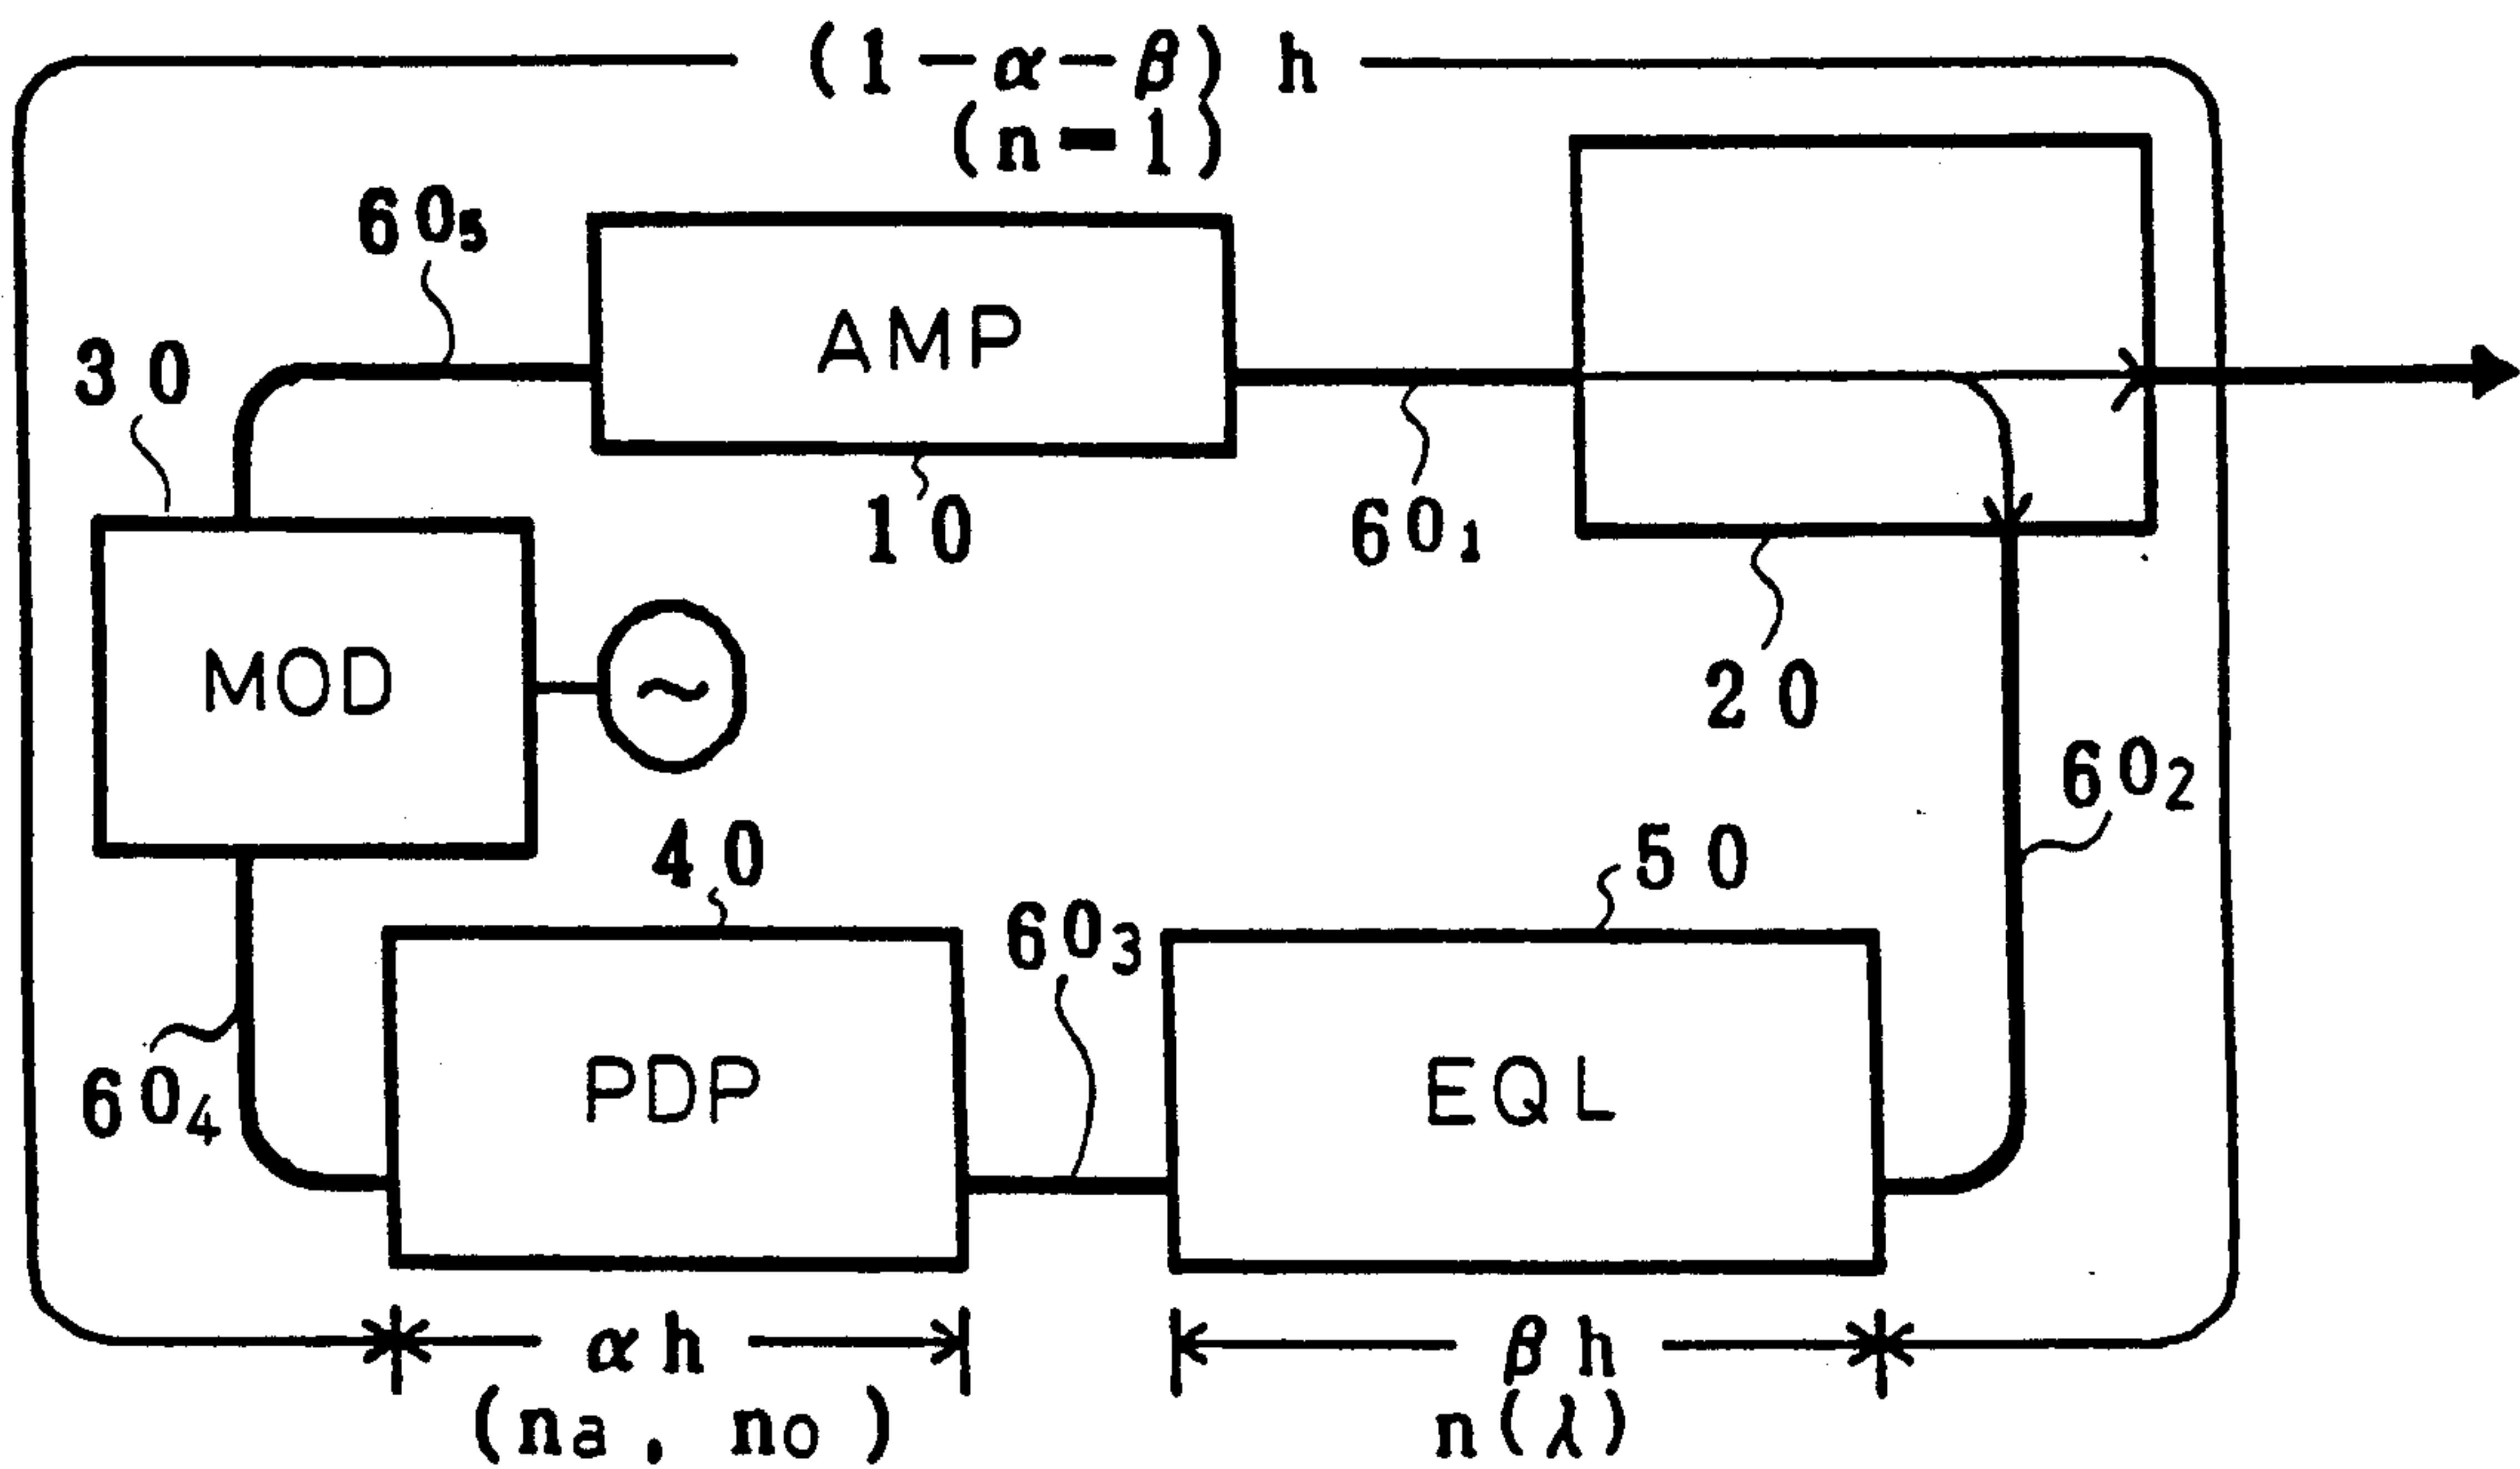 (1-α-β) h
(n-1)
60₅
AMP
30
10
60₁
MOD
~
20
60₂
40
50
60₃
PDP
EQL
60₄
αh
βh
(na, no)
n(λ)